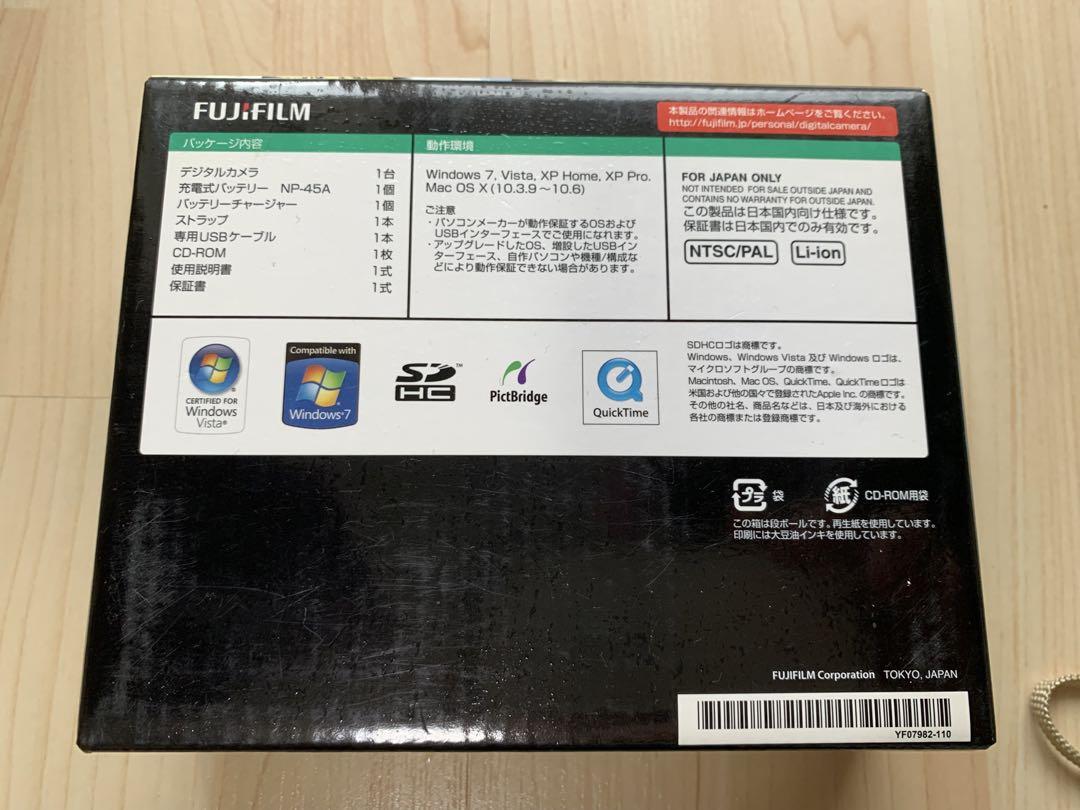 FUJIFILM
本製品の関連情報はホームページをご覧ください。
http://fujifilm.jp/personal/digitalcamera/
パッケージ内容
デジタルカメラ 1台
充電式バッテリー NP-45A 1個
バッテリーチャージャー 1個
ストラップ 1本
専用USBケーブル 1本
CD-ROM 1枚
使用説明書 1式
保証書 1式
動作環境
Windows 7, Vista, XP Home, XP Pro.
Mac OS X (10.3.9～10.6)
ご注意
・パソコンメーカーが動作保証するOSおよび
USBインターフェースでご使用になれます。
・アップグレードしたOS、増設したUSBイン
ターフェース、自作パソコンや機種/構成な
どにより動作保証できない場合があります。
FOR JAPAN ONLY
NOT INTENDED FOR SALE OUTSIDE JAPAN AND
CONTAINS NO WARRANTY FOR OUTSIDE JAPAN.
この製品は日本国内向け仕様です。
保証書は日本国内でのみ有効です。
NTSC/PAL Li-ion
CERTIFIED FOR
Windows
Vista®
Compatible with
Windows®7
SD™
HC
PictBridge
QuickTime
SDHCロゴは商標です。
Windows、Windows Vista 及び Windows ロゴは、
マイクロソフトグループの商標です。
Macintosh、Mac OS、QuickTime、QuickTimeロゴは
米国および他の国々で登録されたApple Inc. の商標です。
その他の社名、商品名などは、日本及び海外における
各社の商標または登録商標です。
プラ 袋
紙 CD-ROM用袋
この箱は段ボールです。再生紙を使用しています。
印刷には大豆油インキを使用しています。
FUJIFILM Corporation TOKYO, JAPAN
YF07982-110